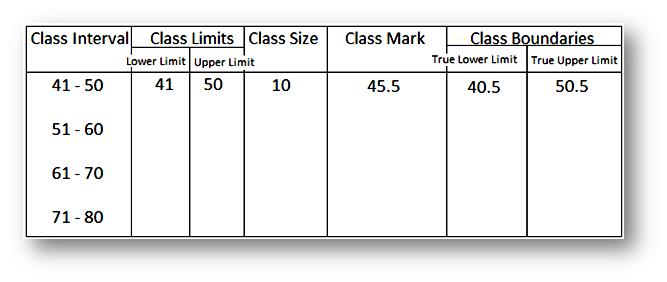 Class Interval Class Limits Class Size Class Mark Class Boundaries
Lower Limit Upper Limit True Lower Limit True Upper Limit
41 - 50 41 50 10 45.5 40.5 50.5
51 - 60
61 - 70
71 - 80